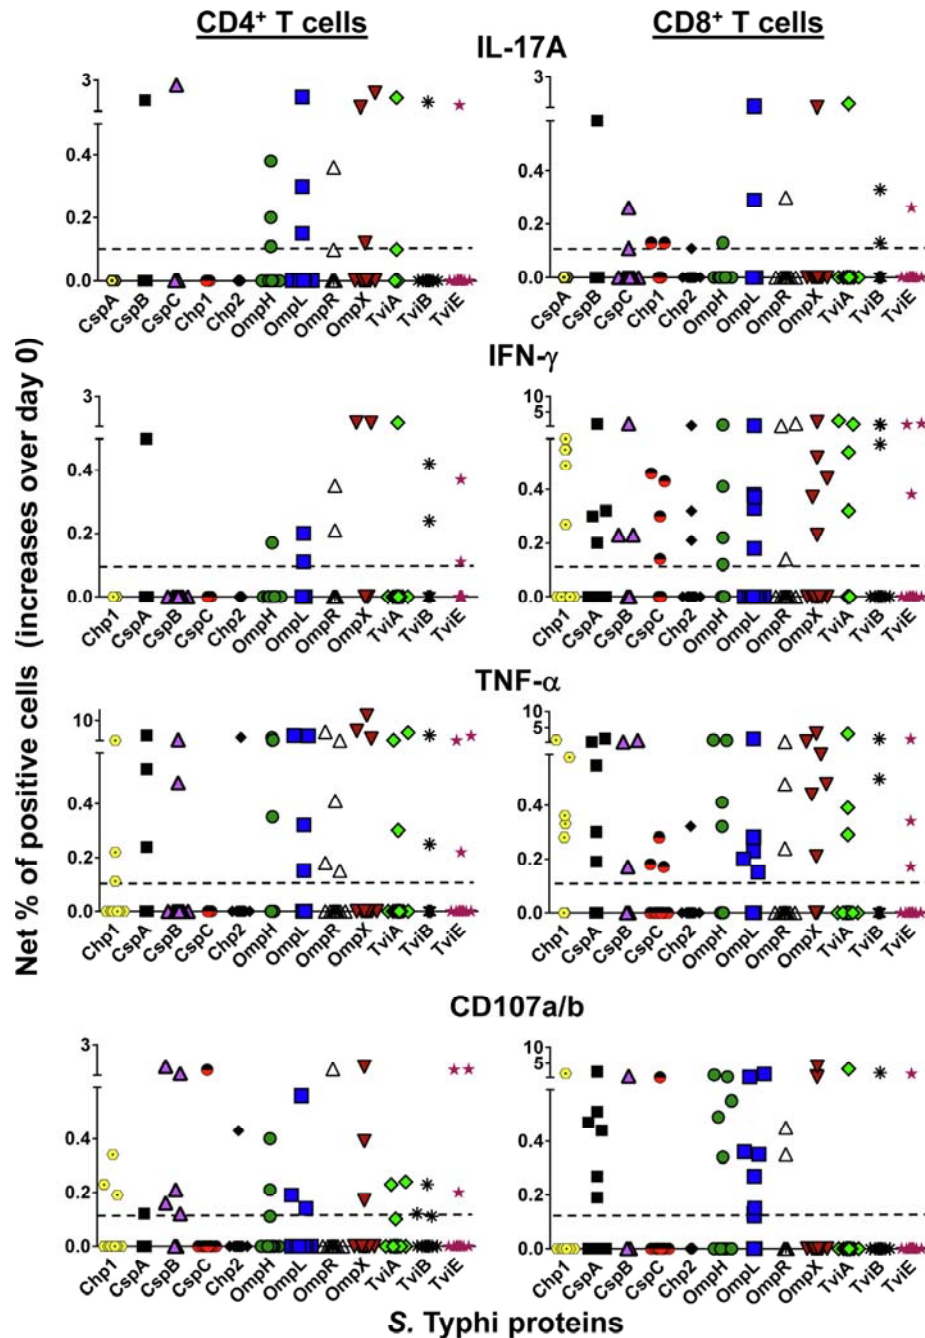 CD4⁺ T cells CD8⁺ T cells
IL-17A
3 3
0.4 0.4
0.2 0.2
0.0 0.0
CspA CspB CspC Chp1 Chp2 OmpH OmpL OmpR OmpX TviA TviB TviE CspA CspB CspC Chp1 Chp2 OmpH OmpL OmpR OmpX TviA TviB TviE
IFN-γ
3 10
5
0.4 0.4
0.2 0.2
0.0 0.0
Chp1 CspA CspB CspC Chp2 OmpH OmpL OmpR OmpX TviA TviB TviE Chp1 CspA CspB CspC Chp2 OmpH OmpL OmpR OmpX TviA TviB TviE
Net % of positive cells (increases over day 0)
TNF-α
10 10
5
0.4 0.4
0.2 0.2
0.0 0.0
Chp1 CspA CspB CspC Chp2 OmpH OmpL OmpR OmpX TviA TviB TviE Chp1 CspA CspB CspC Chp2 OmpH OmpL OmpR OmpX TviA TviB TviE
CD107a/b
3 10
5
0.4 0.4
0.2 0.2
0.0 0.0
Chp1 CspA CspB CspC Chp2 OmpH OmpL OmpR OmpX TviA TviB TviE Chp1 CspA CspB CspC Chp2 OmpH OmpL OmpR OmpX TviA TviB TviE
S. Typhi proteins